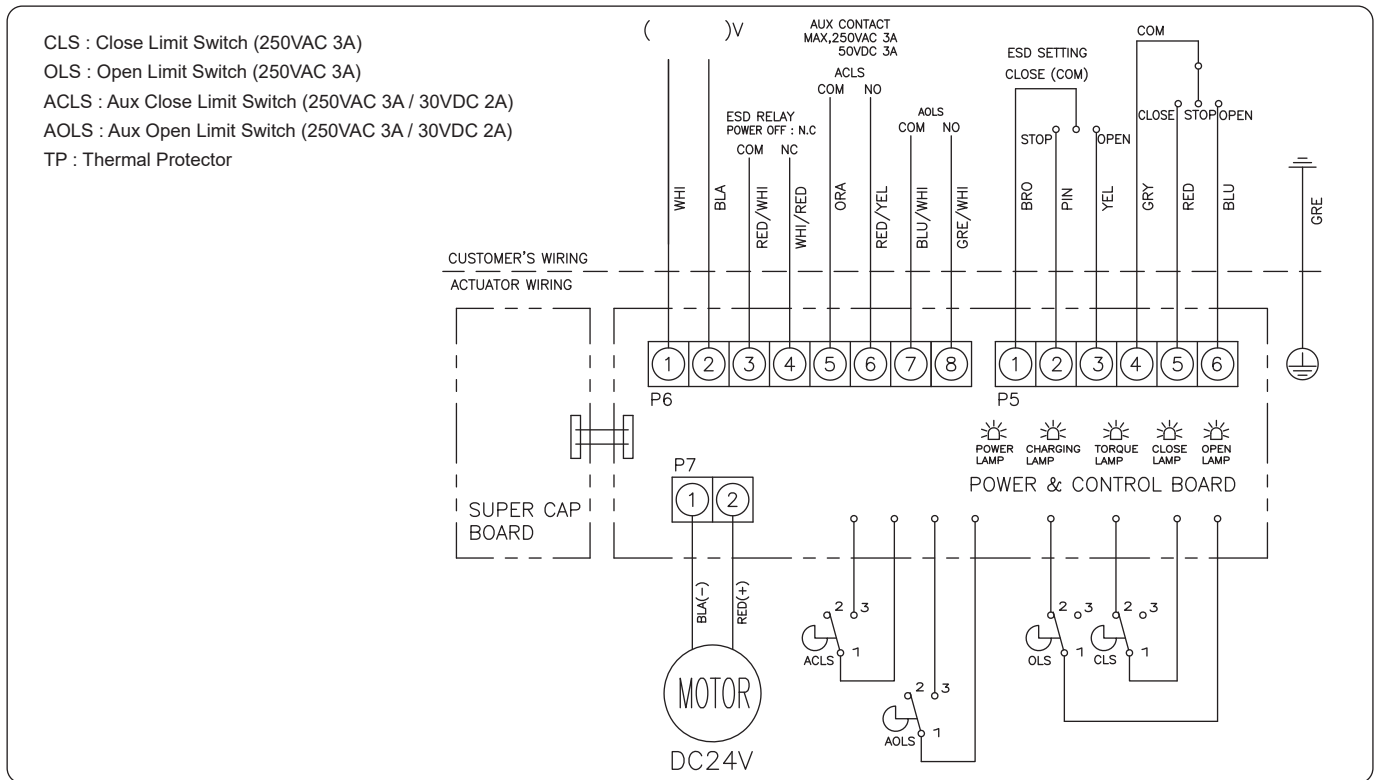 CLS : Close Limit Switch (250VAC 3A)
OLS : Open Limit Switch (250VAC 3A)
ACLS : Aux Close Limit Switch (250VAC 3A / 30VDC 2A)
AOLS : Aux Open Limit Switch (250VAC 3A / 30VDC 2A)
TP : Thermal Protector
( )V
AUX CONTACT
MAX,250VAC 3A
50VDC 3A
ACLS
COM NO
ESD RELAY
POWER OFF : N.C
COM NC
AOLS
COM NO
ESD SETTING
CLOSE (COM)
STOP OPEN
COM
CLOSE STOP OPEN
WHI
BLA
RED/WHI
WHI/RED
ORA
RED/YEL
BLU/WHI
GRE/WHI
BRO
PIN
YEL
GRY
RED
BLU
GRE
CUSTOMER'S WIRING
ACTUATOR WIRING
1 2 3 4 5 6 7 8
P6
1 2 3 4 5 6
P5
POWER LAMP
CHARGING LAMP
TORQUE LAMP
CLOSE LAMP
OPEN LAMP
POWER & CONTROL BOARD
SUPER CAP
BOARD
P7
1 2
BLA(-)
RED(+)
MOTOR
DC24V
2 3
ACLS 1
2 3
AOLS 1
2 3
OLS 1
2 3
CLS 1